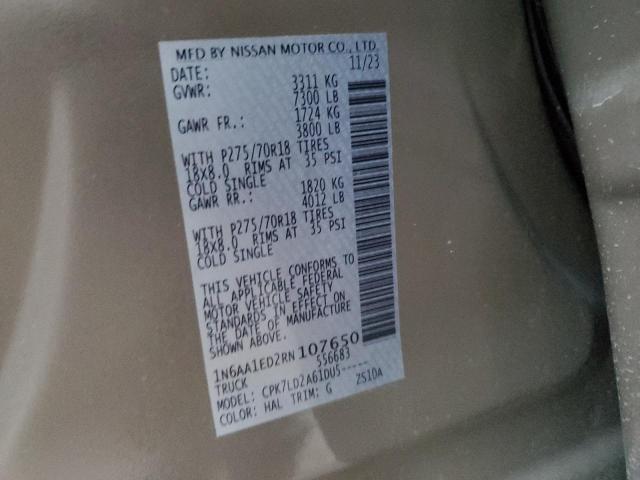 MFD BY NISSAN MOTOR CO., LTD.
DATE: 11/23
GVWR: 3311 KG
7300 LB
GAWR FR.: 1724 KG
3800 LB
WITH P275/70R18 TIRES
18X8.0 RIMS AT 35 PSI
COLD SINGLE
GAWR RR.: 1820 KG
4012 LB
WITH P275/70R18 TIRES
18X8.0 RIMS AT 35 PSI
COLD SINGLE
THIS VEHICLE CONFORMS TO
ALL APPLICABLE FEDERAL
MOTOR VEHICLE SAFETY
STANDARDS IN EFFECT ON
THE DATE OF MANUFACTURE
SHOWN ABOVE.
1N6AA1ED2RN107650
TRUCK 556683
MODEL: CPK7LD2A61DU5-----
COLOR: HAL TRIM: G ZS1DA